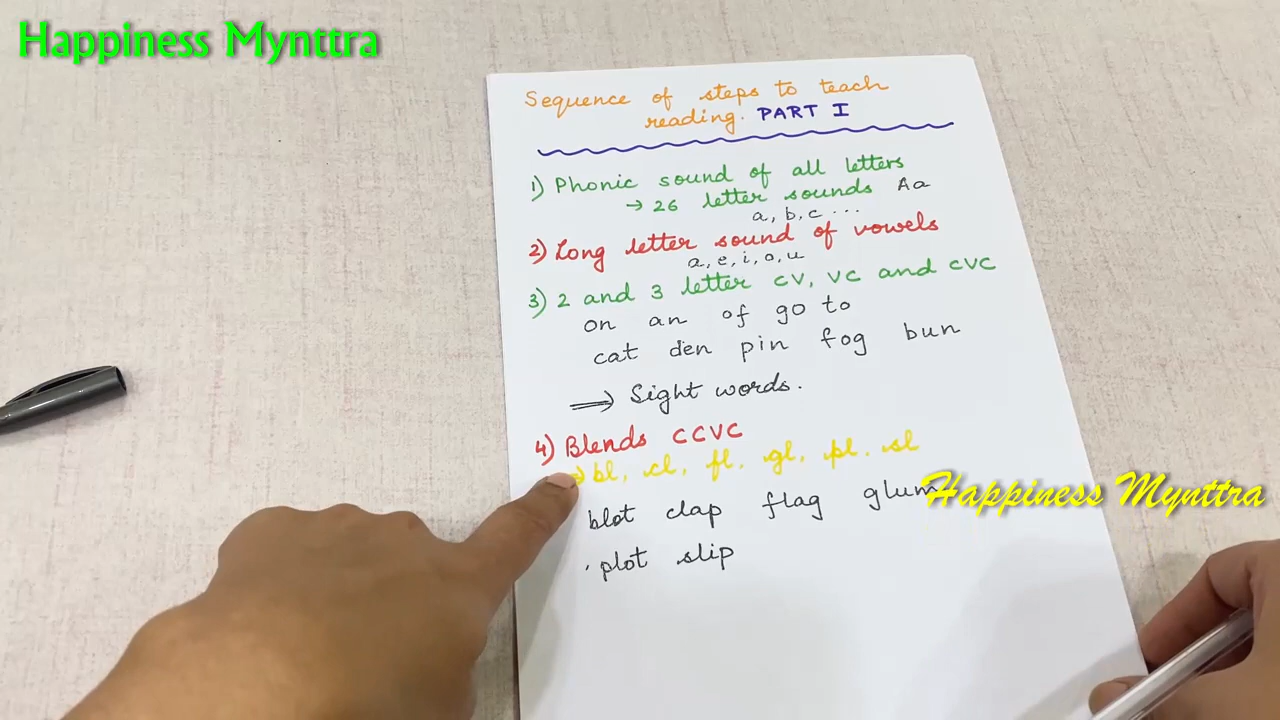 Happiness Mynttra
Sequence of steps to teach
reading. PART I
1) Phonic sound of all letters
→ 26 letter sounds Aa
a, b, c ...
2) Long letter sound of vowels
a, e, i, o, u
3) 2 and 3 letter CV, VC and CVC
on an of go to
cat den pin fog bun
⟹ Sight words.
4) Blends CCVC
→ bl, cl, fl, gl, pl, sl
blot clap flag glum
Happiness Mynttra
plot slip